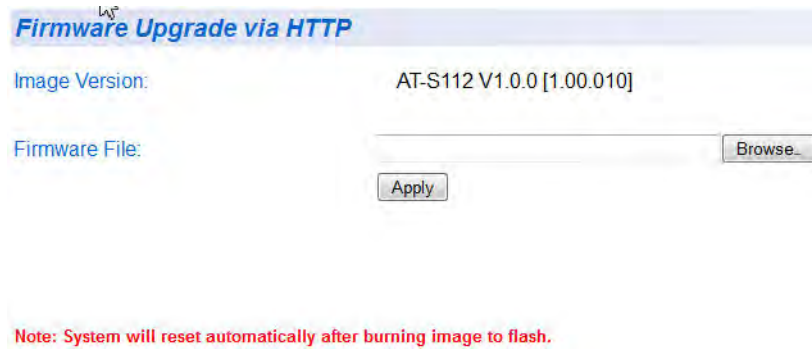 Firmware Upgrade via HTTP
Image Version: AT-S112 V1.0.0 [1.00.010]
Firmware File: Browse..
Apply
Note: System will reset automatically after burning image to flash.